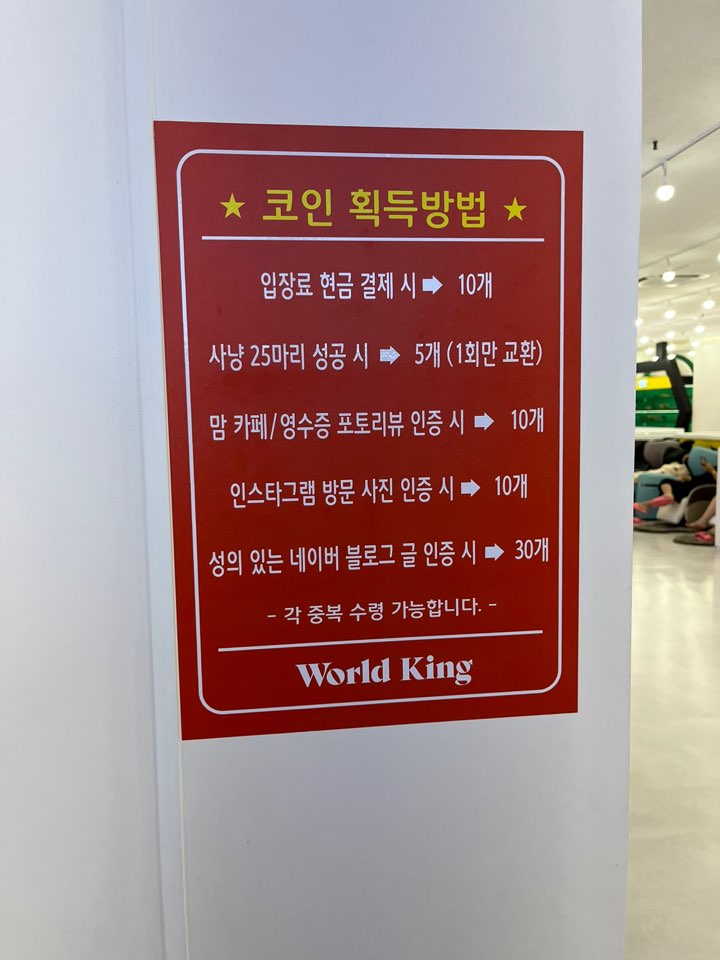 ★ 코인 획득방법 ★
입장료 현금 결제 시 ➡ 10개
사냥 25마리 성공 시 ➡ 5개 (1회만 교환)
맘 카페/영수증 포토리뷰 인증 시 ➡ 10개
인스타그램 방문 사진 인증 시 ➡ 10개
성의 있는 네이버 블로그 글 인증 시 ➡ 30개
- 각 중복 수령 가능합니다. -
World King